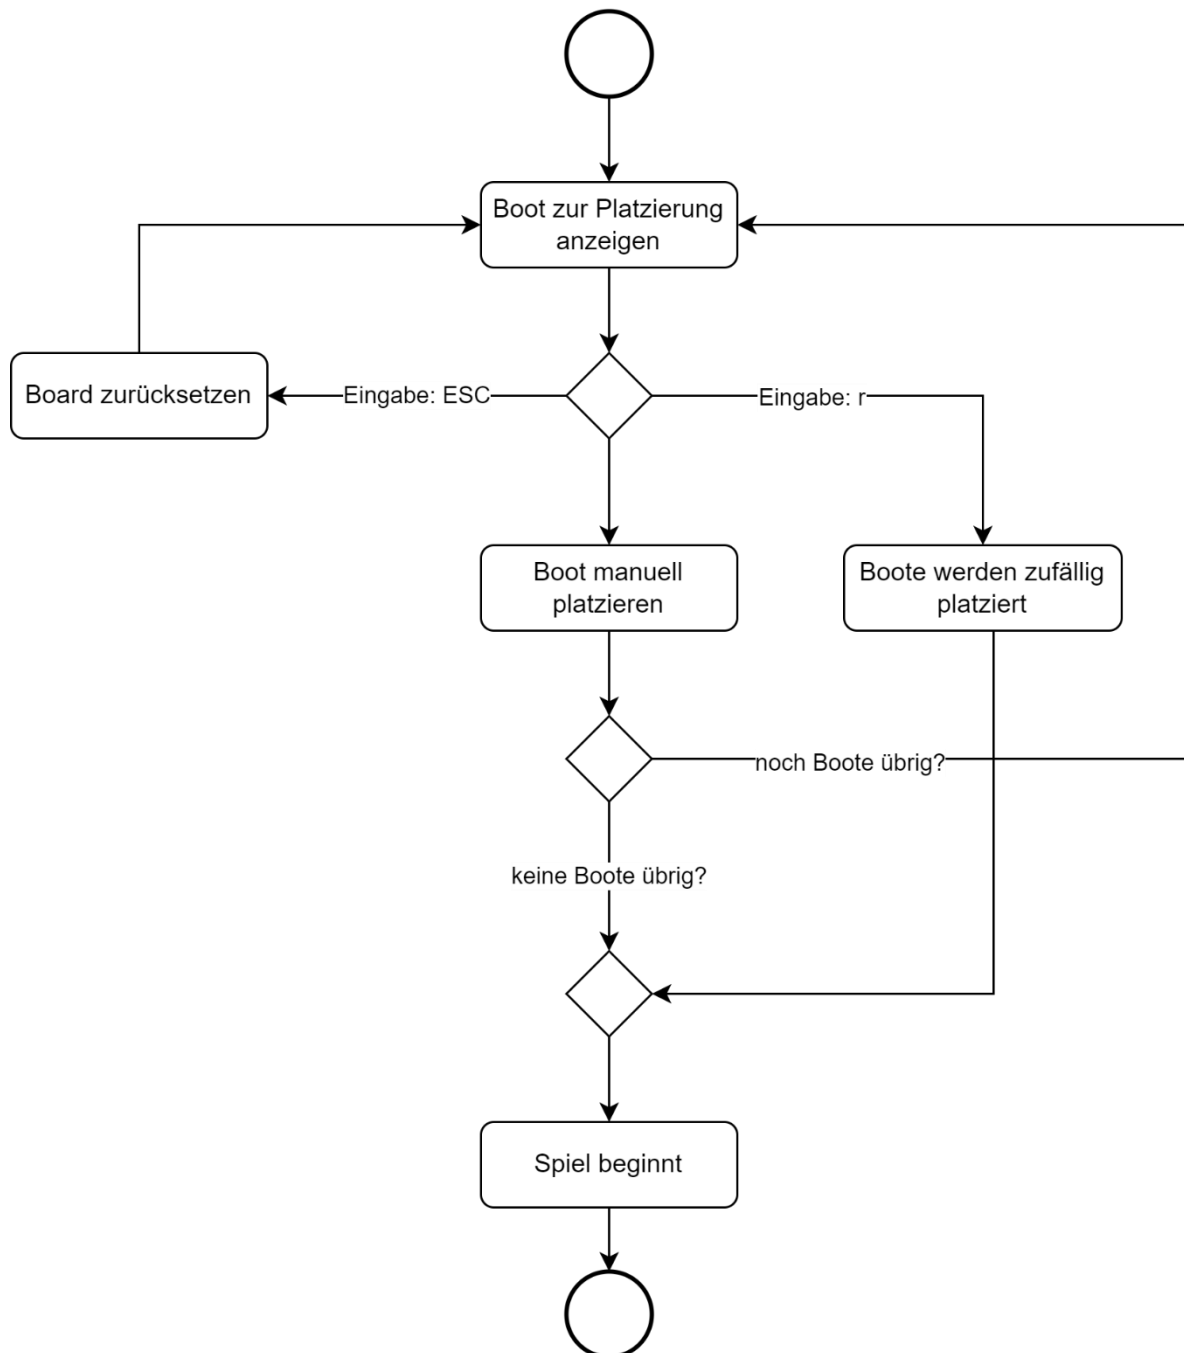 Boot zur Platzierung
anzeigen
Board zurücksetzen
Eingabe: ESC
Eingabe: r
Boot manuell
platzieren
Boote werden zufällig
platziert
noch Boote übrig?
keine Boote übrig?
Spiel beginnt